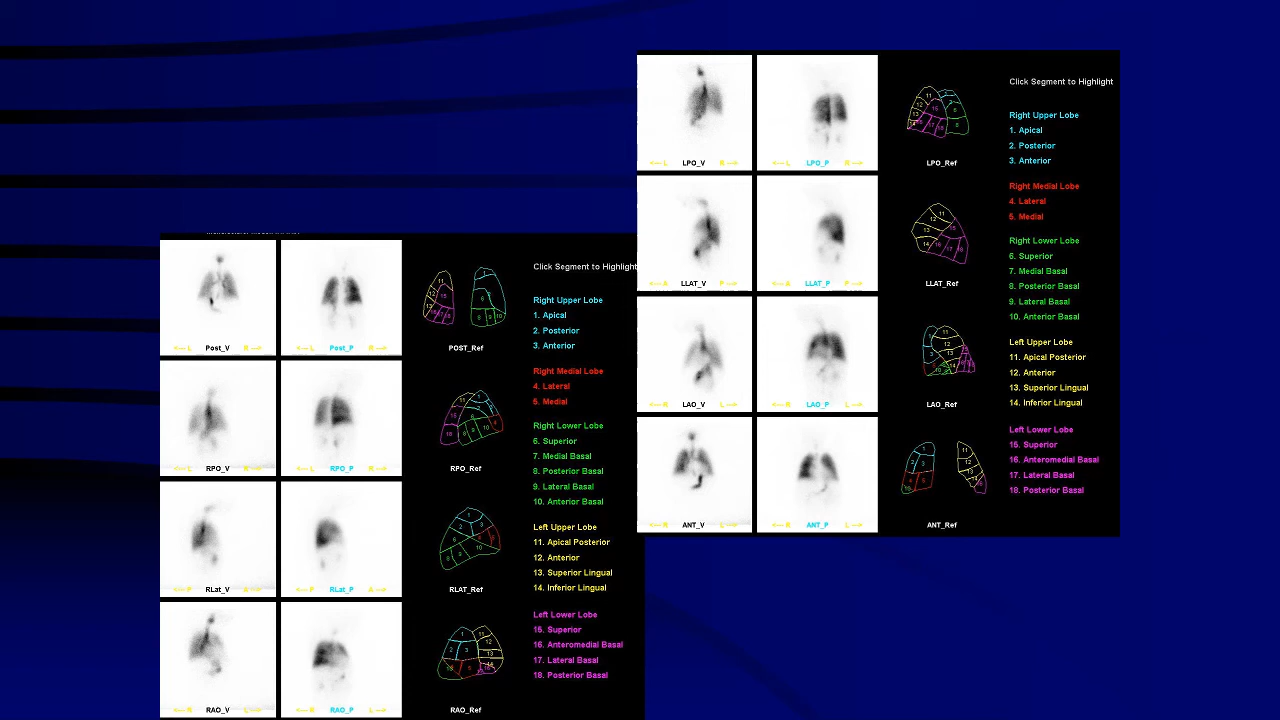 <--- L Post_V R --->
<--- L Post_P R --->
POST_Ref
<--- L RPO_V R --->
<--- L RPO_P R --->
RPO_Ref
<--- P RLat_V A --->
<--- P RLat_P A --->
RLAT_Ref
<--- R RAO_V L --->
<--- R RAO_P L --->
RAO_Ref
Click Segment to Highlight
Right Upper Lobe
1. Apical
2. Posterior
3. Anterior
Right Medial Lobe
4. Lateral
5. Medial
Right Lower Lobe
6. Superior
7. Medial Basal
8. Posterior Basal
9. Lateral Basal
10. Anterior Basal
Left Upper Lobe
11. Apical Posterior
12. Anterior
13. Superior Lingual
14. Inferior Lingual
Left Lower Lobe
15. Superior
16. Anteromedial Basal
17. Lateral Basal
18. Posterior Basal
<--- L LPO_V R --->
<--- L LPO_P R --->
LPO_Ref
<--- A LLAT_V P --->
<--- A LLAT_P P --->
LLAT_Ref
<--- R LAO_V L --->
<--- R LAO_P L --->
LAO_Ref
<--- R ANT_V L --->
<--- R ANT_P L --->
ANT_Ref
Click Segment to Highlight
Right Upper Lobe
1. Apical
2. Posterior
3. Anterior
Right Medial Lobe
4. Lateral
5. Medial
Right Lower Lobe
6. Superior
7. Medial Basal
8. Posterior Basal
9. Lateral Basal
10. Anterior Basal
Left Upper Lobe
11. Apical Posterior
12. Anterior
13. Superior Lingual
14. Inferior Lingual
Left Lower Lobe
15. Superior
16. Anteromedial Basal
17. Lateral Basal
18. Posterior Basal